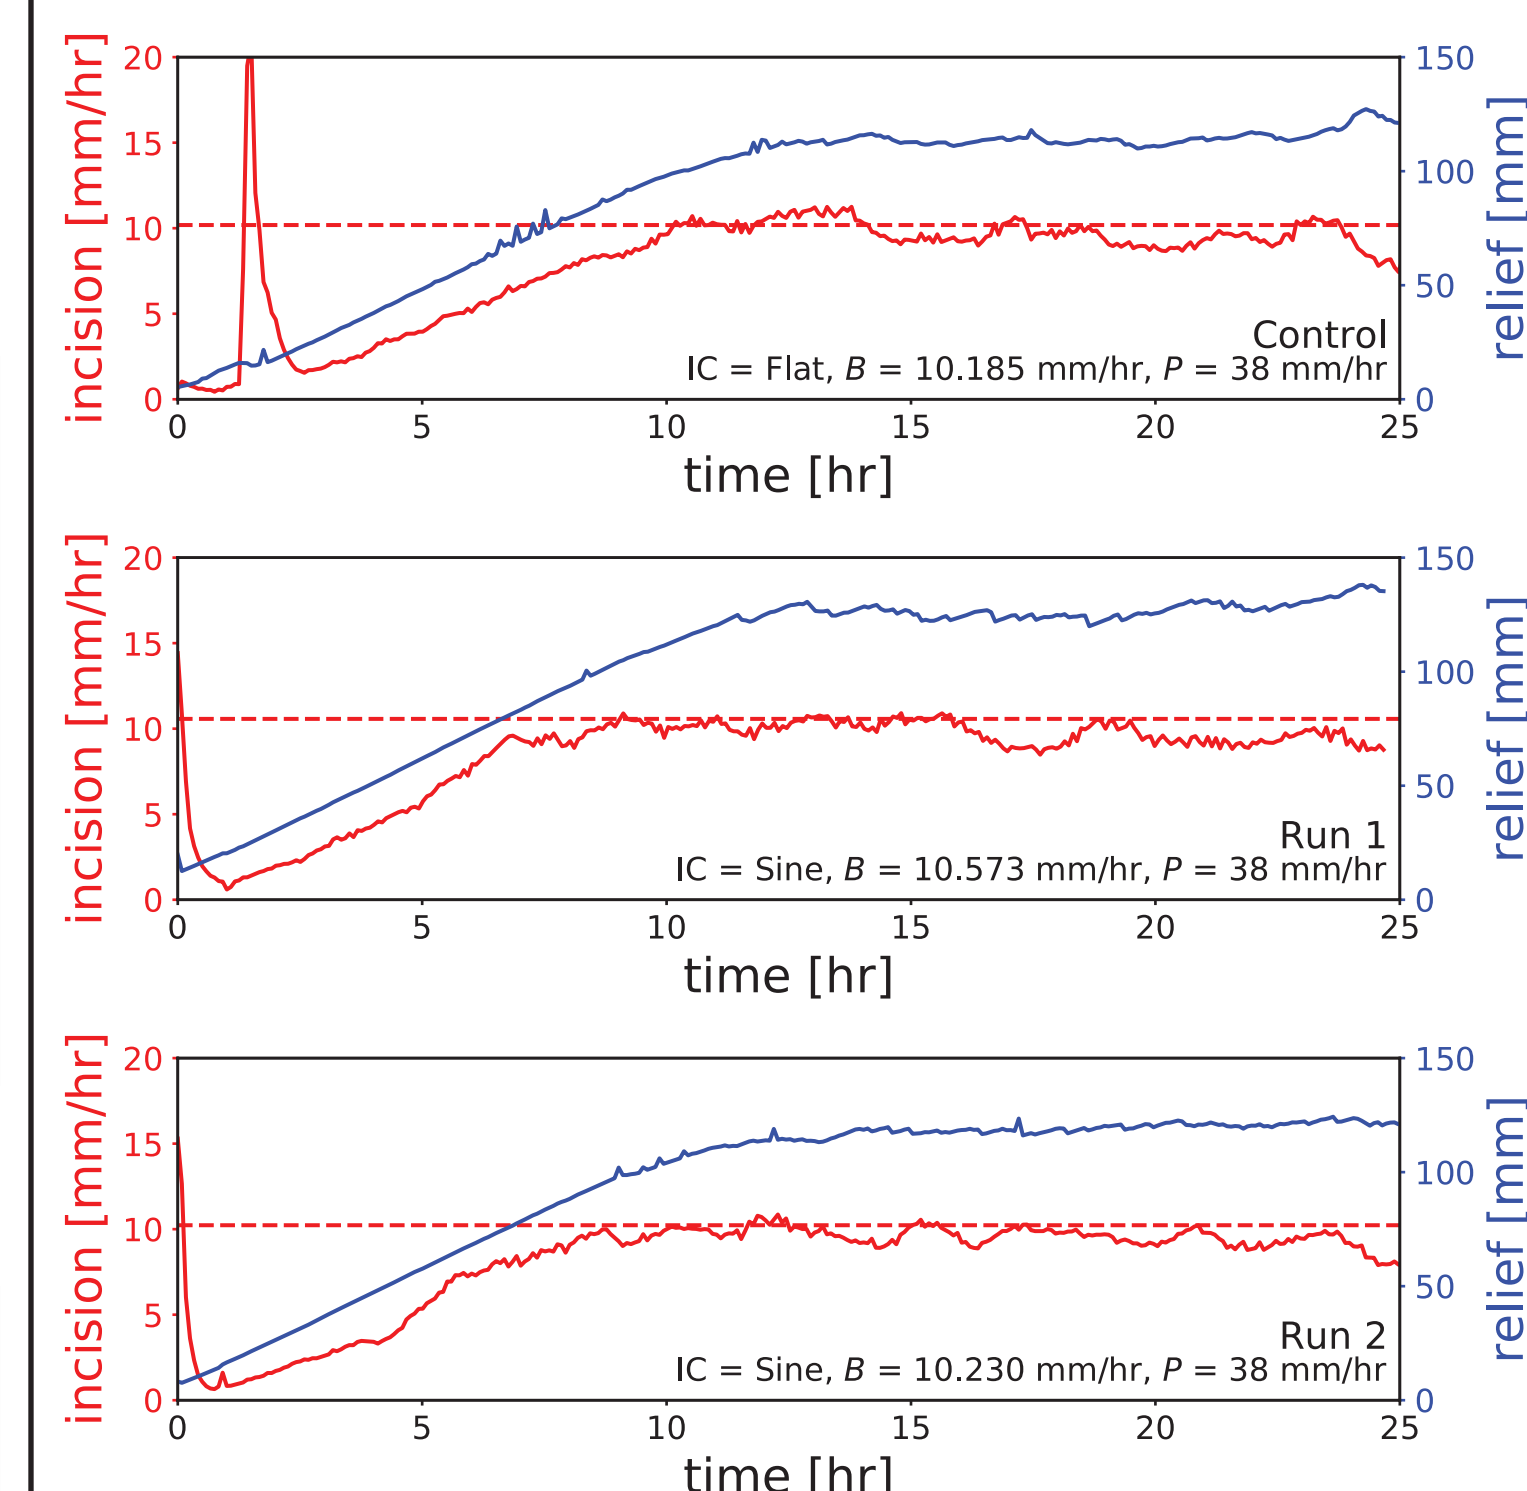 incision [mm/hr]
20
15
10
5
0
150
100
50
0
relief [mm]
Control
IC = Flat, B = 10.185 mm/hr, P = 38 mm/hr
0 5 10 15 20 25
time [hr]
incision [mm/hr]
20
15
10
5
0
150
100
50
0
relief [mm]
Run 1
IC = Sine, B = 10.573 mm/hr, P = 38 mm/hr
0 5 10 15 20 25
time [hr]
incision [mm/hr]
20
15
10
5
0
150
100
50
0
relief [mm]
Run 2
IC = Sine, B = 10.230 mm/hr, P = 38 mm/hr
0 5 10 15 20 25
time [hr]